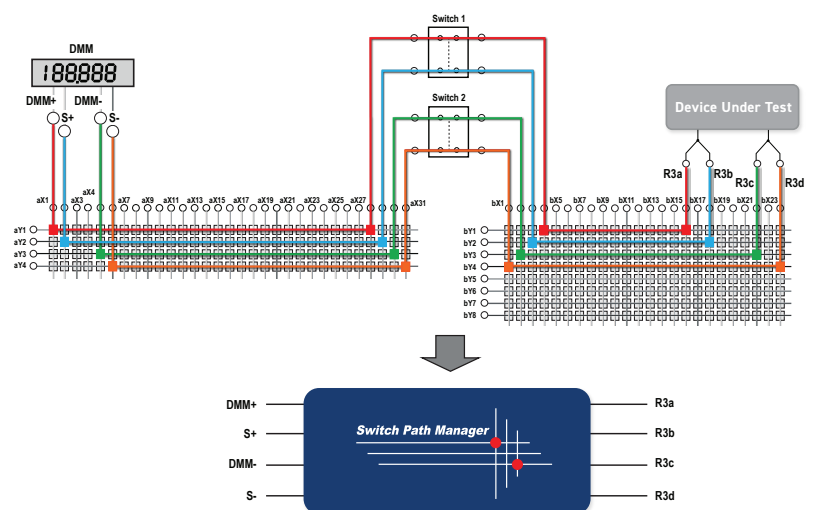 Switch 1
DMM
188.888
DMM+
DMM-
S+
S-
Switch 2
Device Under Test
R3a
R3b
R3c
R3d
aX1
aX3
aX4
aX7
aX9
aX11
aX13
aX15
aX17
aX21
aX23
aX25
aX27
aX31
bX1
bX5
bX7
bX9
bX11
bX13
bX15
bX17
bX19
bX21
bX23
aY1
aY2
aY3
aY4
bY1
bY2
bY3
bY4
bY5
bY6
bY7
bY8
DMM+
S+
DMM-
S-
Switch Path Manager
R3a
R3b
R3c
R3d